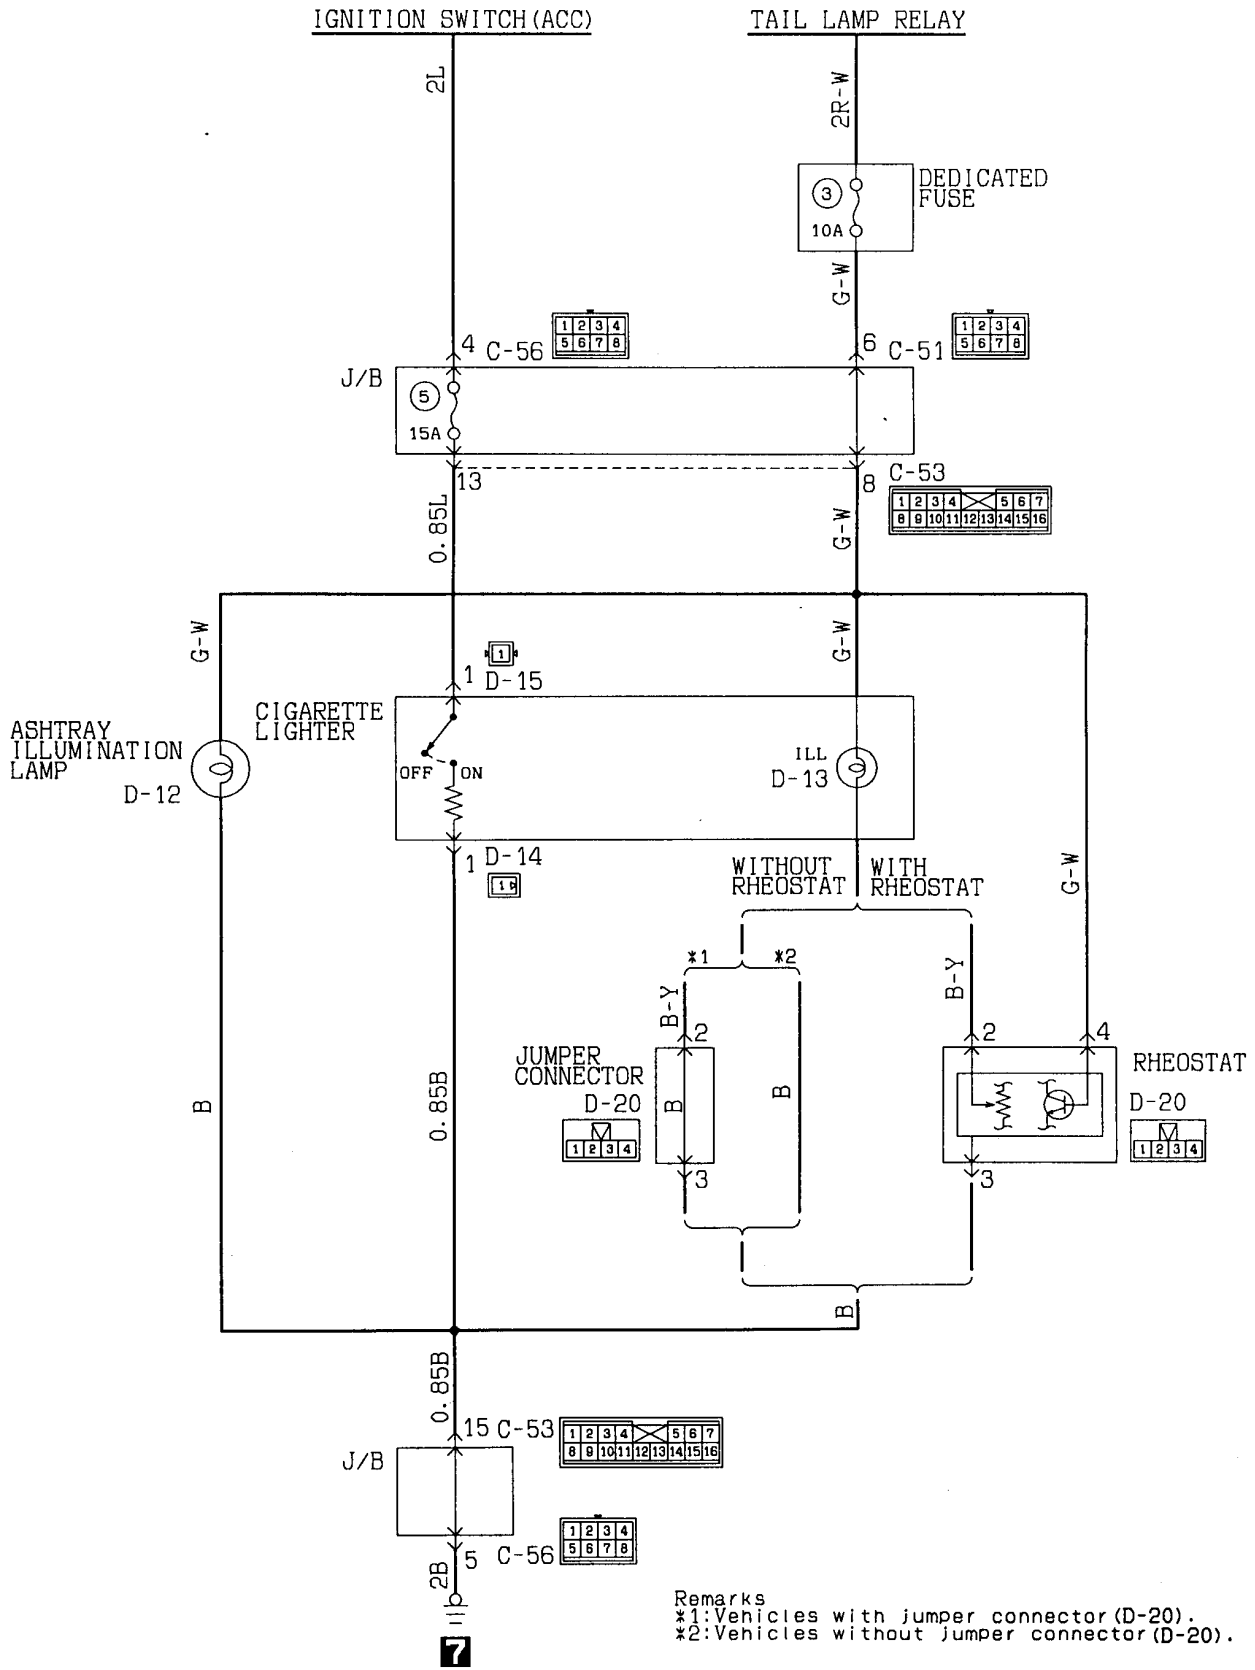 IGNITION SWITCH(ACC)
TAIL LAMP RELAY
2L
2R-W
3
10A
DEDICATED
FUSE
G-W
4
C-56
1 2 3 4
5 6 7 8
6
C-51
1 2 3 4
5 6 7 8
J/B
5
15A
13
8
C-53
1 2 3 4 5 6 7
8 9 10 11 12 13 14 15 16
0.85L
G-W
G-W
G-W
1
1
D-15
CIGARETTE
LIGHTER
ASHTRAY
ILLUMINATION
LAMP
D-12
OFF
ON
ILL
D-13
1
D-14
1
WITHOUT
RHEOSTAT
WITH
RHEOSTAT
G-W
*1
*2
B-Y
B-Y
2
2
4
JUMPER
CONNECTOR
D-20
1 2 3 4
RHEOSTAT
D-20
1 2 3 4
B
0.85B
B
B
3
3
B
0.85B
15
C-53
1 2 3 4 5 6 7
8 9 10 11 12 13 14 15 16
J/B
5
C-56
1 2 3 4
5 6 7 8
2B
7
Remarks
*1:Vehicles with jumper connector(D-20).
*2:Vehicles without jumper connector(D-20).